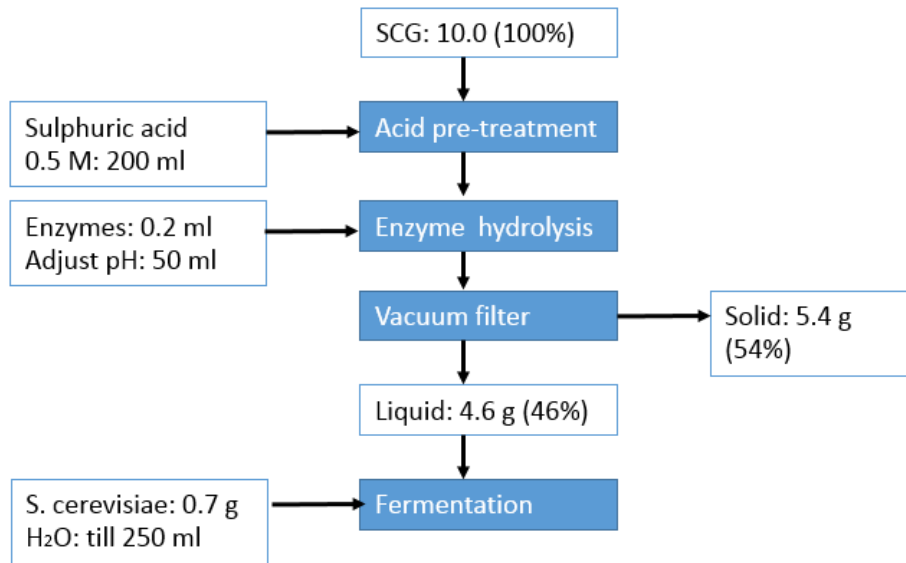 SCG: 10.0 (100%)
Sulphuric acid
0.5 M: 200 ml
Acid pre-treatment
Enzymes: 0.2 ml
Adjust pH: 50 ml
Enzyme hydrolysis
Vacuum filter
Solid: 5.4 g
(54%)
Liquid: 4.6 g (46%)
S. cerevisiae: 0.7 g
H₂O: till 250 ml
Fermentation